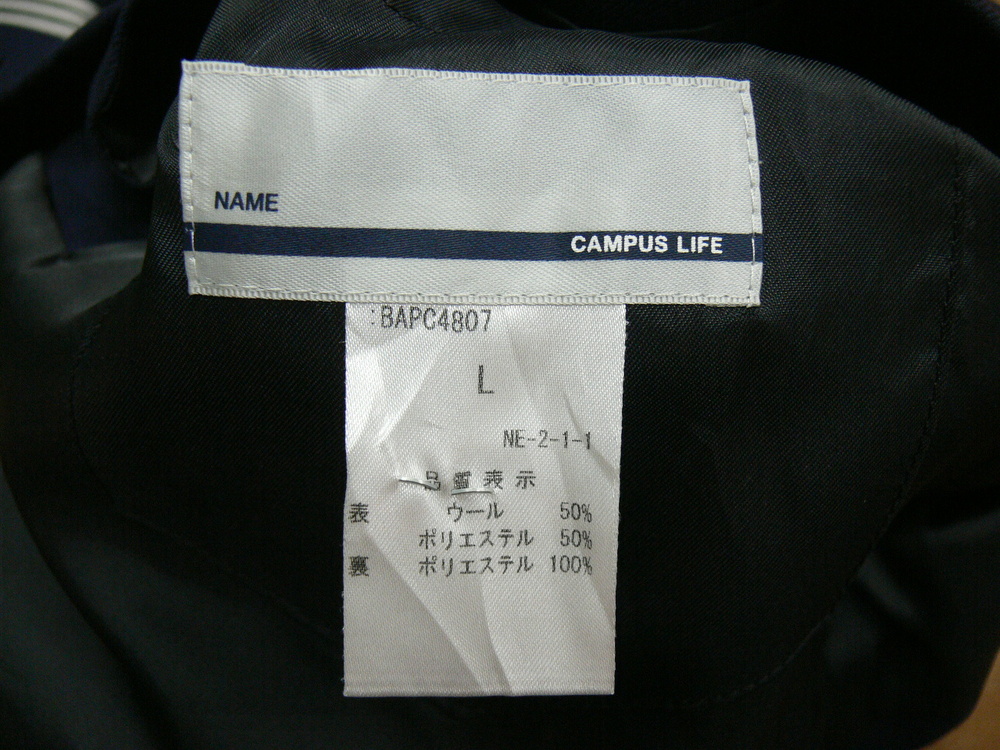 NAME
CAMPUS LIFE
:BAPC4807
L
NE-2-1-1
品質表示
表 ウール 50%
ポリエステル 50%
裏 ポリエステル 100%